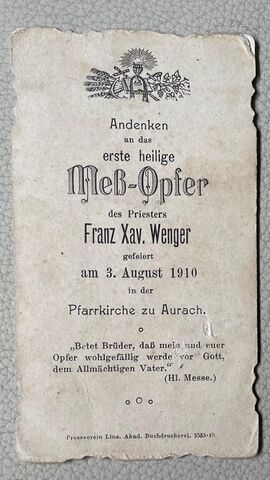 Andenken
an das
erste heilige
Meß-Opfer
des Priesters
Franz Xav. Wenger
gefeiert
am 3. August 1910
in der
Pfarrkirche zu Aurach.
„Betet Brüder, daß mein und euer
Opfer wohlgefällig werde vor Gott,
dem Allmächtigen Vater."
(Hl. Messe.)
Pressverein Linz. Akad. Buchdruckerei. 3553-10